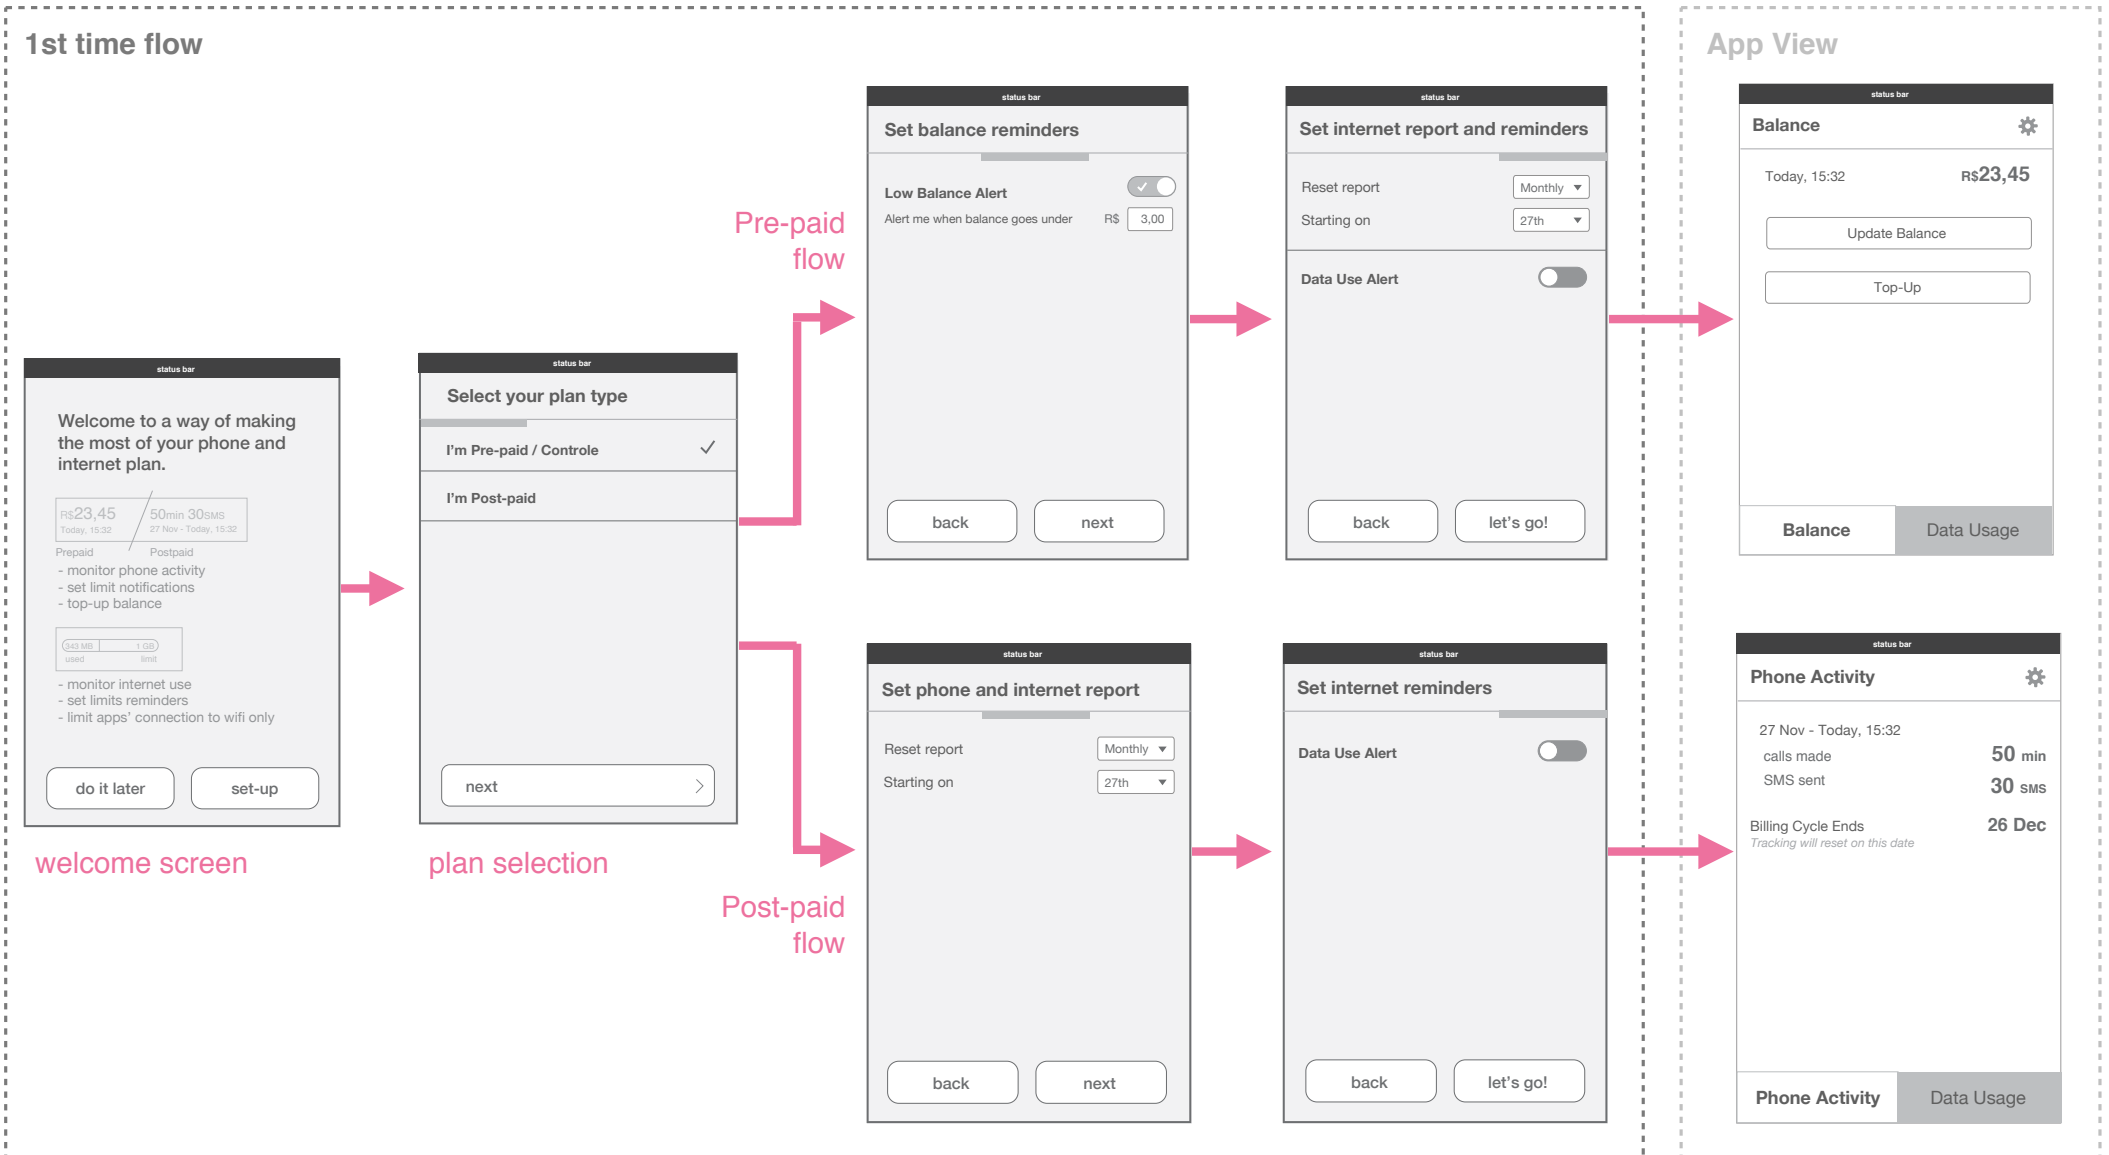 1st time flow
App View
status bar
Welcome to a way of making
the most of your phone and
internet plan.
R$23,45
Today, 15:32
50min 30SMS
27 Nov - Today, 15:32
Prepaid
Postpaid
- monitor phone activity
- set limit notifications
- top-up balance
343 MB
1 GB
used
limit
- monitor internet use
- set limits reminders
- limit apps' connection to wifi only
do it later
set-up
welcome screen
status bar
Select your plan type
I'm Pre-paid / Controle
I'm Post-paid
next
plan selection
Pre-paid
flow
status bar
Set balance reminders
Low Balance Alert
Alert me when balance goes under R$ 3,00
back
next
status bar
Set internet report and reminders
Reset report Monthly
Starting on 27th
Data Use Alert
back
let's go!
status bar
Balance
Today, 15:32 R$23,45
Update Balance
Top-Up
Balance
Data Usage
Post-paid
flow
status bar
Set phone and internet report
Reset report Monthly
Starting on 27th
back
next
status bar
Set internet reminders
Data Use Alert
back
let's go!
status bar
Phone Activity
27 Nov - Today, 15:32
calls made 50 min
SMS sent 30 SMS
Billing Cycle Ends 26 Dec
Tracking will reset on this date
Phone Activity
Data Usage